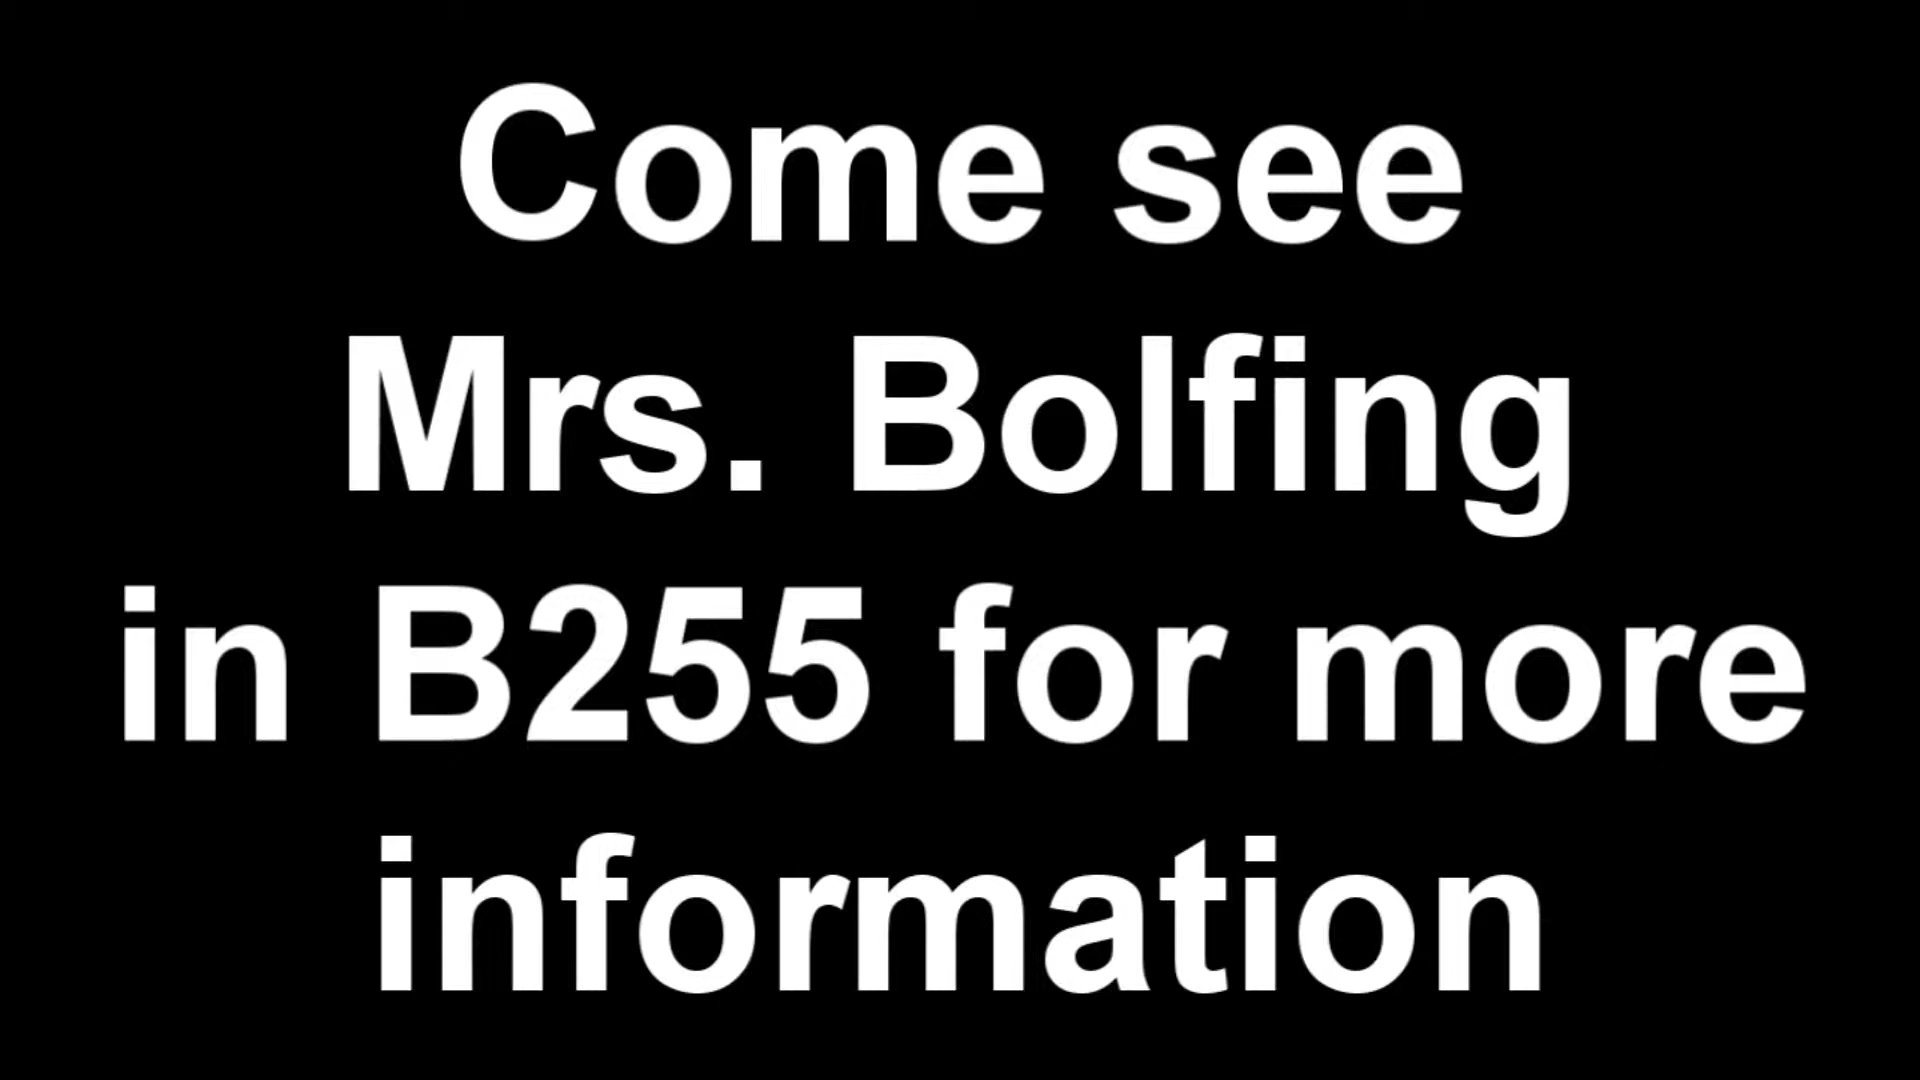 Come see
Mrs. Bolfing
in B255 for more
information